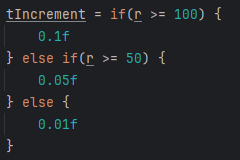 tIncrement = if(r >= 100) {
    0.1f
} else if(r >= 50) {
    0.05f
} else {
    0.01f
}